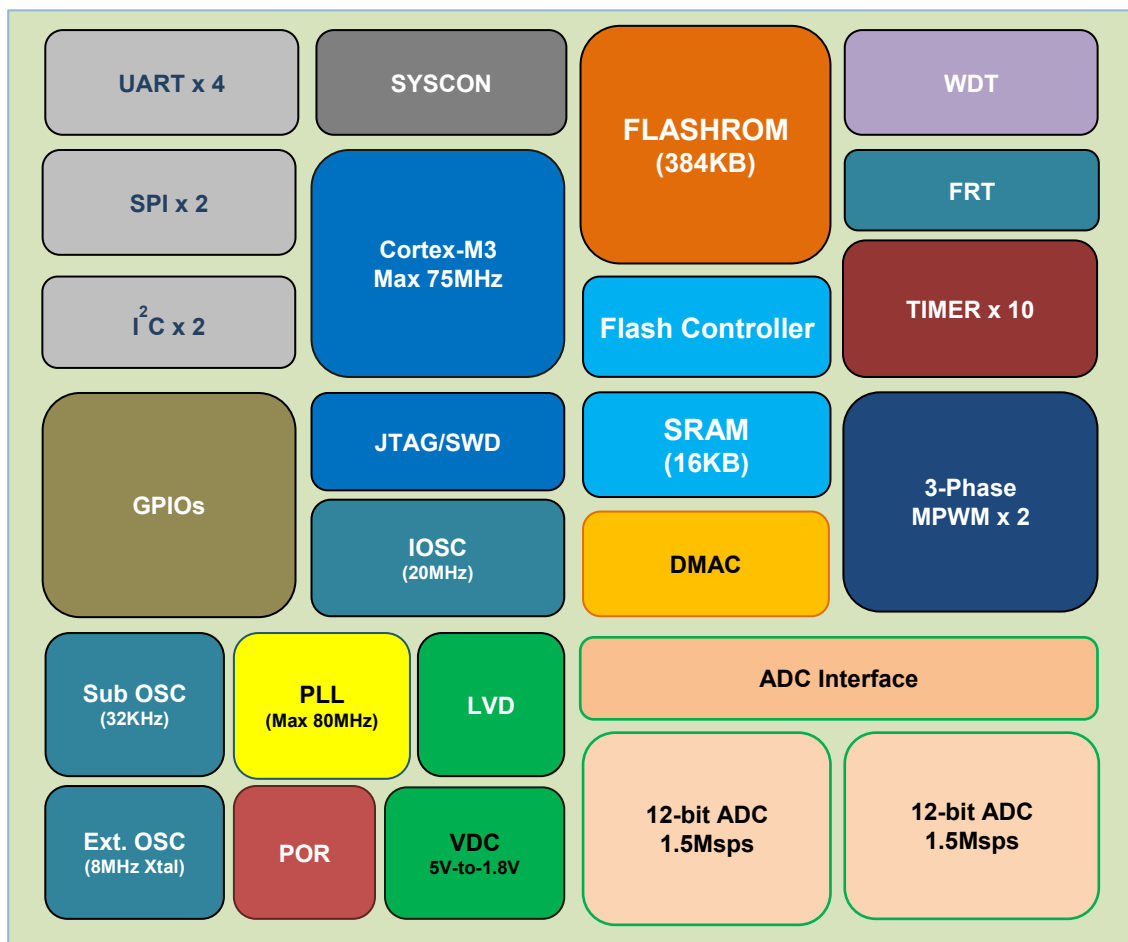 UART x 4
SYSCON
FLASHROM
(384KB)
WDT
SPI x 2
Cortex-M3
Max 75MHz
FRT
I²C x 2
Flash Controller
TIMER x 10
GPIOs
JTAG/SWD
SRAM
(16KB)
3-Phase
MPWM x 2
IOSC
(20MHz)
DMAC
Sub OSC
(32KHz)
PLL
(Max 80MHz)
LVD
ADC Interface
Ext. OSC
(8MHz Xtal)
POR
VDC
5V-to-1.8V
12-bit ADC
1.5Msps
12-bit ADC
1.5Msps